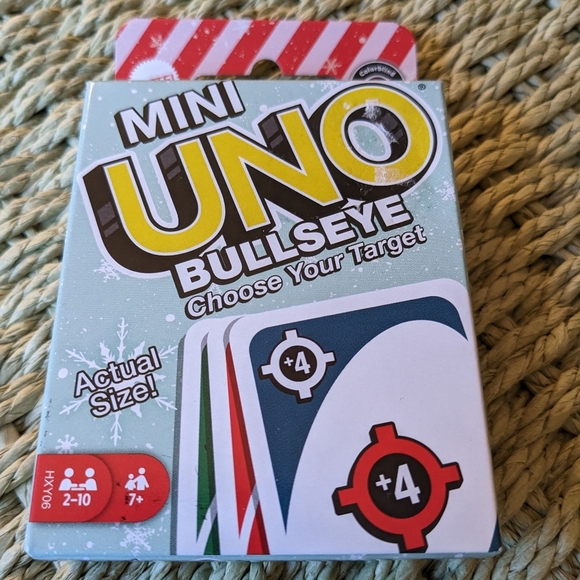 MINI
UNO
®
BULLSEYE
Choose Your Target
Actual
Size!
+4
+4
HXY06
2-10
7+